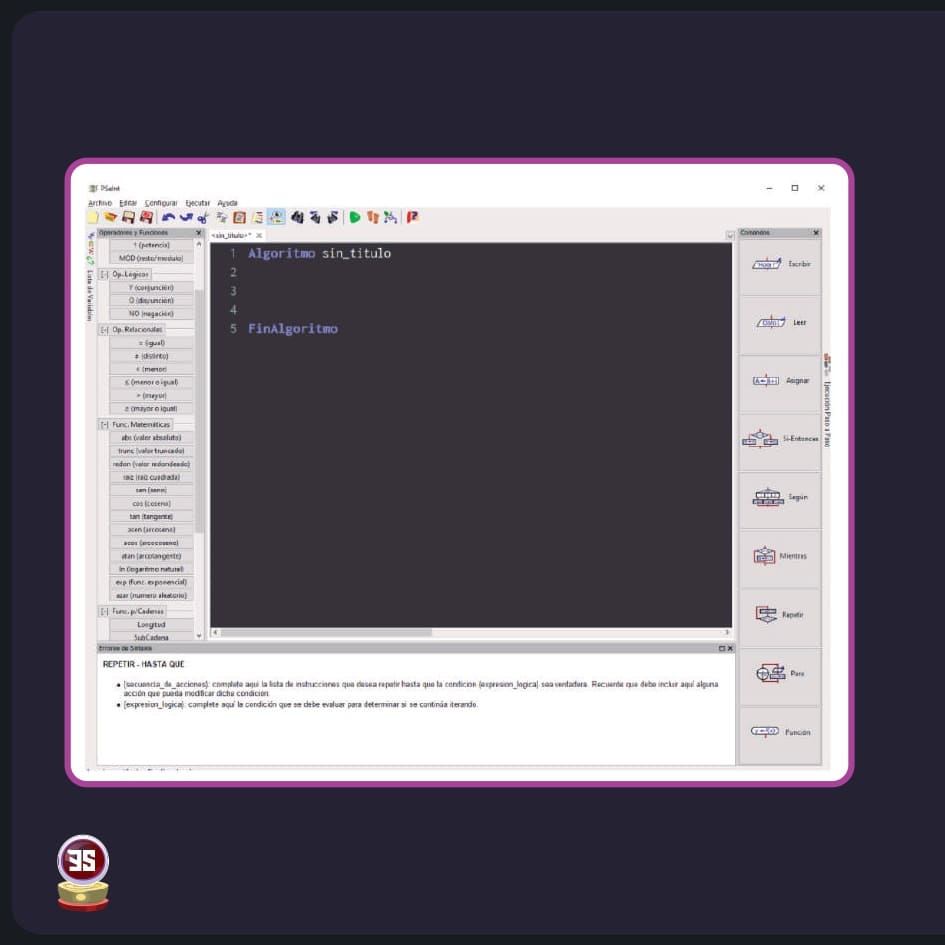 PSeInt
Archivo Editar Configurar Ejecutar Ayuda
Operadores y Funciones
<sin_titulo>*
Comandos
Lista de Variables
↑ (potencia)
MOD (resto/modulo)
[-] Op. Lógicos
Y (conjunción)
O (disyunción)
NO (negación)
[-] Op. Relacionales
= (igual)
≠ (distinto)
< (menor)
≤ (menor o igual)
> (mayor)
≥ (mayor o igual)
[-] Func. Matemáticas
abs (valor absoluto)
trunc (valor truncado)
redon (valor redondeado)
raiz (raiz cuadrada)
sen (seno)
cos (coseno)
tan (tangente)
asen (arcoseno)
acos (arcocoseno)
atan (arcotangente)
ln (logaritmo natural)
exp (func. exponencial)
azar (numero aleatorio)
[-] Func. p/Cadenas
Longitud
SubCadena
1 Algoritmo sin_titulo
2
3
4
5 FinAlgoritmo
Escribir
Leer
Asignar
Si-Entonces
Según
Mientras
Repetir
Para
Función
Ejecución Paso a Paso
Errores de Sintaxis
REPETIR - HASTA QUE
• {secuencia_de_acciones}: complete aqui la lista de instrucciones que desea repetir hasta que la condicion {expresion_logica} sea verdadera. Recuerde que debe incluir aquí alguna
acción que pueda modificar dicha condicion.
• {expresion_logica}: complete aquí la condición que se debe evaluar para determinar si se continúa iterando.